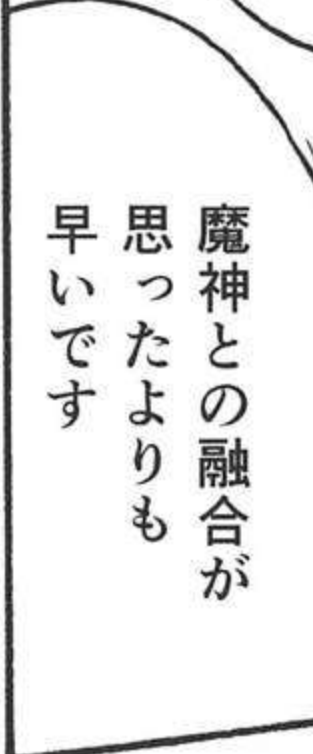 魔神との融合が
思ったよりも
早いです